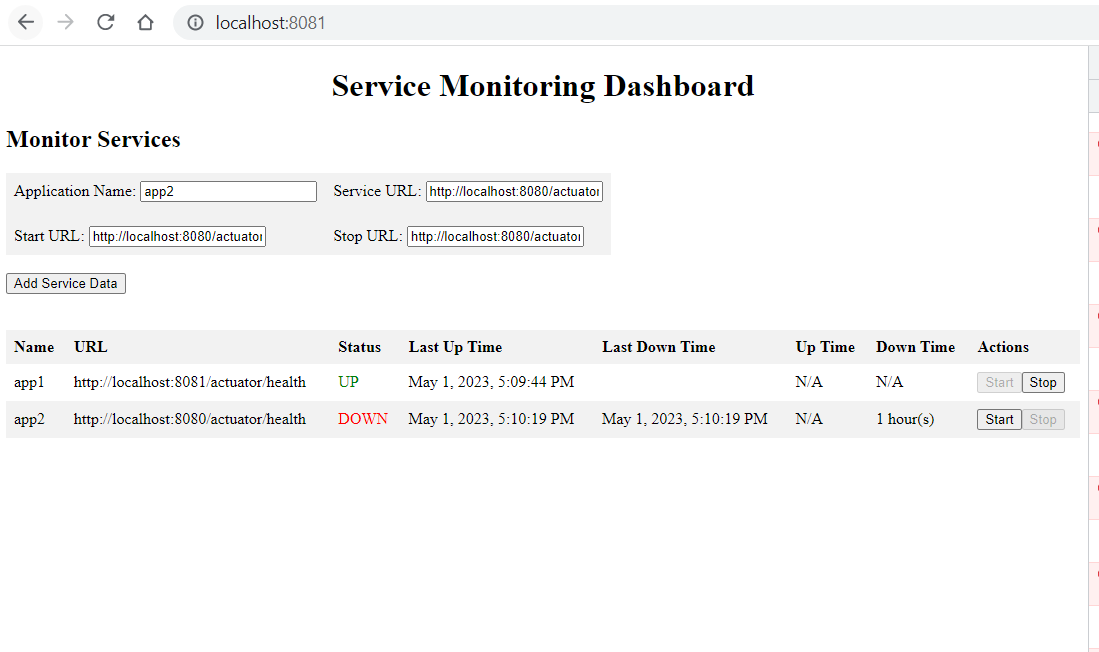 localhost:8081
Service Monitoring Dashboard
Monitor Services
Application Name: app2 Service URL: http://localhost:8080/actuator
Start URL: http://localhost:8080/actuator Stop URL: http://localhost:8080/actuator
Add Service Data
Name URL Status Last Up Time Last Down Time Up Time Down Time Actions
app1 http://localhost:8081/actuator/health UP May 1, 2023, 5:09:44 PM N/A N/A Start Stop
app2 http://localhost:8080/actuator/health DOWN May 1, 2023, 5:10:19 PM May 1, 2023, 5:10:19 PM N/A 1 hour(s) Start Stop